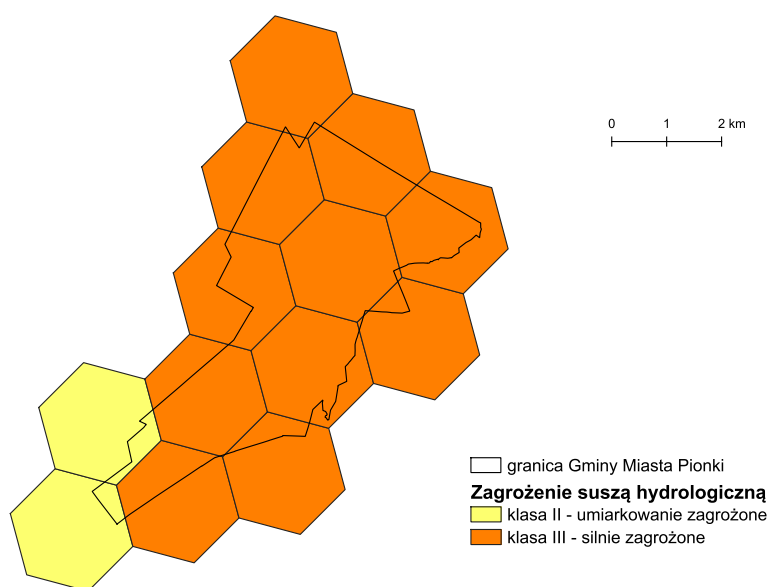 0 1 2 km
granica Gminy Miasta Pionki
Zagrożenie suszą hydrologiczną
klasa II - umiarkowanie zagrożone
klasa III - silnie zagrożone